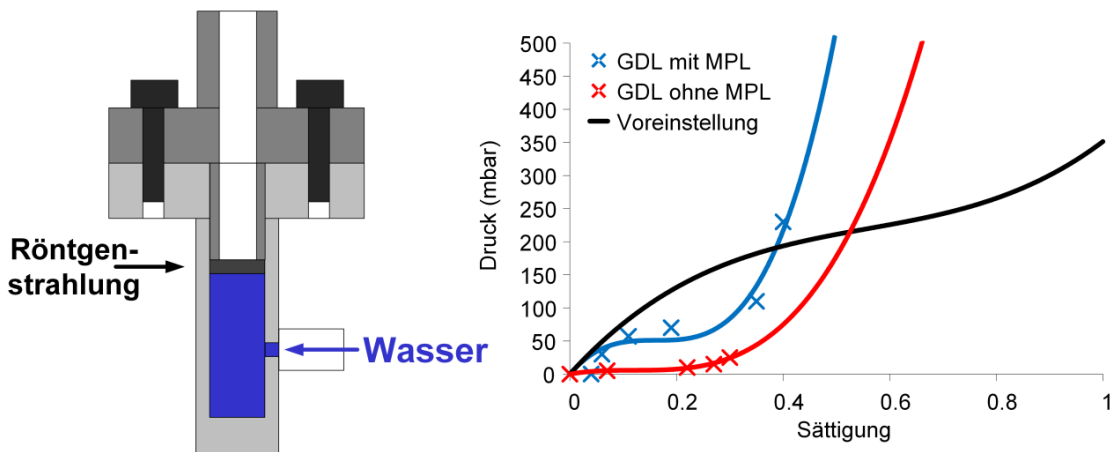 Röntgen-
strahlung
Wasser
500
450
400
350
300
250
200
150
100
50
0
Druck (mbar)
GDL mit MPL
GDL ohne MPL
Voreinstellung
0
0.2
0.4
0.6
0.8
1
Sättigung